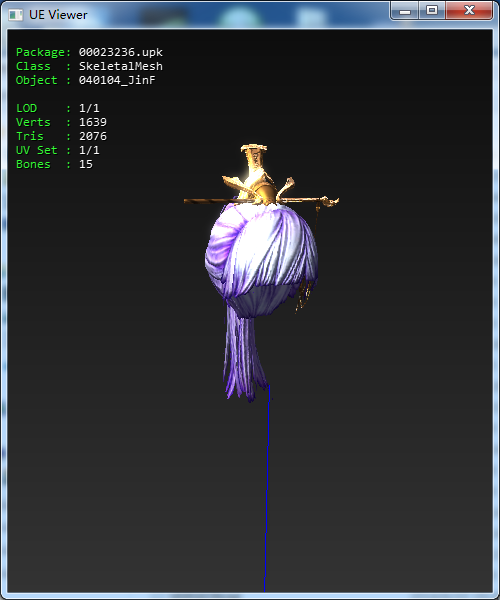 UE Viewer
Package: 00023236.upk
Class : SkeletalMesh
Object : 040104_JinF
LOD : 1/1
Verts : 1639
Tris : 2076
UV Set : 1/1
Bones : 15